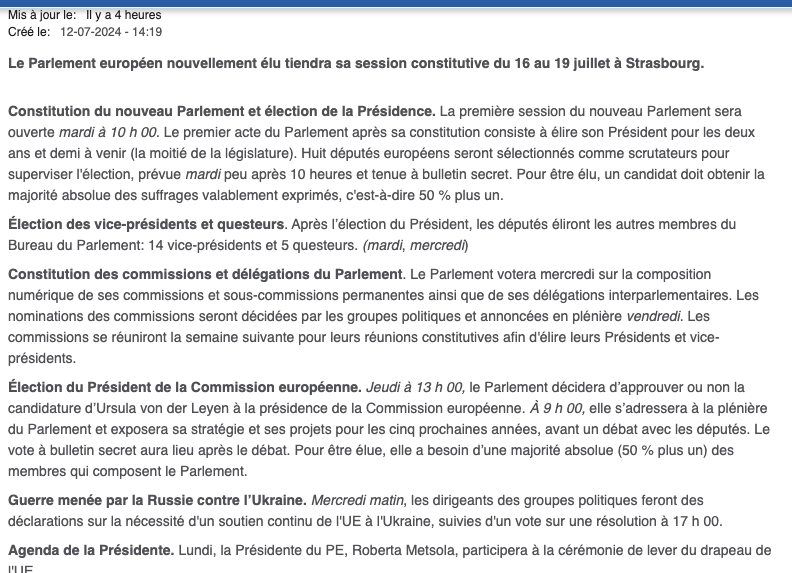 Mis à jour le: Il y a 4 heures
Créé le: 12-07-2024 - 14:19
Le Parlement européen nouvellement élu tiendra sa session constitutive du 16 au 19 juillet à Strasbourg.
Constitution du nouveau Parlement et élection de la Présidence. La première session du nouveau Parlement sera
ouverte mardi à 10 h 00. Le premier acte du Parlement après sa constitution consiste à élire son Président pour les deux
ans et demi à venir (la moitié de la législature). Huit députés européens seront sélectionnés comme scrutateurs pour
superviser l'élection, prévue mardi peu après 10 heures et tenue à bulletin secret. Pour être élu, un candidat doit obtenir la
majorité absolue des suffrages valablement exprimés, c'est-à-dire 50 % plus un.
Élection des vice-présidents et questeurs. Après l’élection du Président, les députés éliront les autres membres du
Bureau du Parlement: 14 vice-présidents et 5 questeurs. (mardi, mercredi)
Constitution des commissions et délégations du Parlement. Le Parlement votera mercredi sur la composition
numérique de ses commissions et sous-commissions permanentes ainsi que de ses délégations interparlementaires. Les
nominations des commissions seront décidées par les groupes politiques et annoncées en plénière vendredi. Les
commissions se réuniront la semaine suivante pour leurs réunions constitutives afin d'élire leurs Présidents et vice-
présidents.
Élection du Président de la Commission européenne. Jeudi à 13 h 00, le Parlement décidera d’approuver ou non la
candidature d’Ursula von der Leyen à la présidence de la Commission européenne. À 9 h 00, elle s’adressera à la plénière
du Parlement et exposera sa stratégie et ses projets pour les cinq prochaines années, avant un débat avec les députés. Le
vote à bulletin secret aura lieu après le débat. Pour être élue, elle a besoin d’une majorité absolue (50 % plus un) des
membres qui composent le Parlement.
Guerre menée par la Russie contre l’Ukraine. Mercredi matin, les dirigeants des groupes politiques feront des
déclarations sur la nécessité d'un soutien continu de l'UE à l'Ukraine, suivies d'un vote sur une résolution à 17 h 00.
Agenda de la Présidente. Lundi, la Présidente du PE, Roberta Metsola, participera à la cérémonie de lever du drapeau de
l'UE